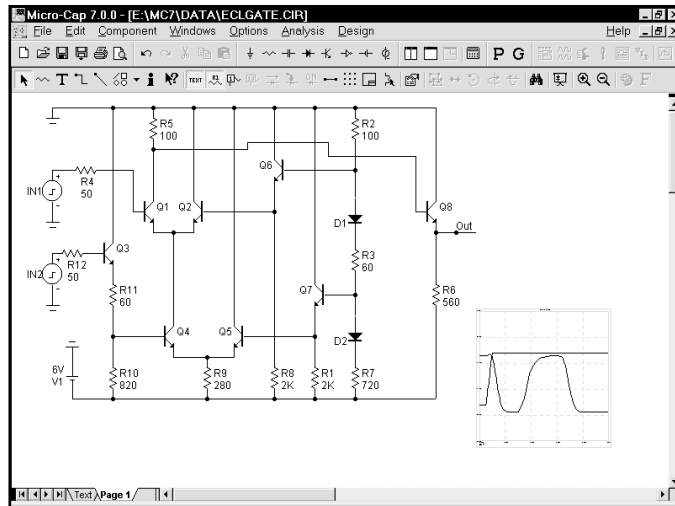 Micro-Cap 7.0.0 - [E:\MC7\DATA\ECLGATE.CIR]
File Edit Component Windows Options Analysis Design Help
P G
T i TEXT
F
R5
100
R2
100
Q6
IN1
R4
50
Q1
Q2
Q8
D1
Out
IN2
R12
50
Q3
R3
60
R11
60
Q7
R6
560
Q4
Q5
D2
6V
V1
R10
820
R9
280
R8
2K
R1
2K
R7
720
Text Page 1